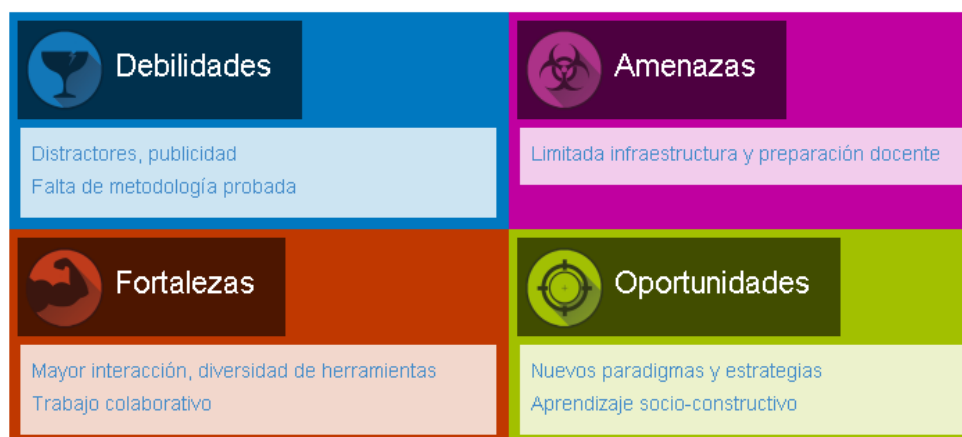 Debilidades
Distractores, publicidad
Falta de metodología probada
Amenazas
Limitada infraestructura y preparación docente
Fortalezas
Mayor interacción, diversidad de herramientas
Trabajo colaborativo
Oportunidades
Nuevos paradigmas y estrategias
Aprendizaje socio-constructivo